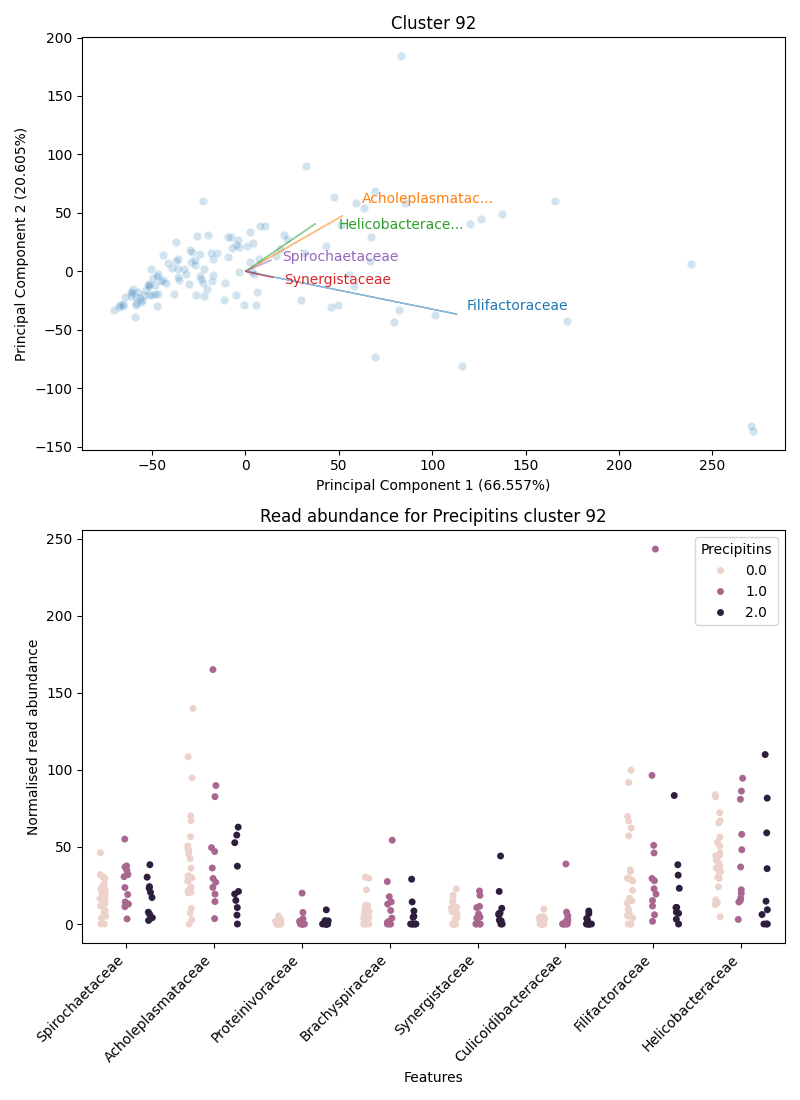 Cluster 92
200
150
100
50
0
−50
−100
−150
Principal Component 2 (20.605%)
Acholeplasmatac...
Helicobacterace...
Spirochaetaceae
Synergistaceae
Filifactoraceae
−50
0
50
100
150
200
250
Principal Component 1 (66.557%)
Read abundance for Precipitins cluster 92
250
200
150
100
50
0
Normalised read abundance
Precipitins
0.0
1.0
2.0
Spirochaetaceae
Acholeplasmataceae
Proteinivoraceae
Brachyspiraceae
Synergistaceae
Culicoidibacteraceae
Filifactoraceae
Helicobacteraceae
Features